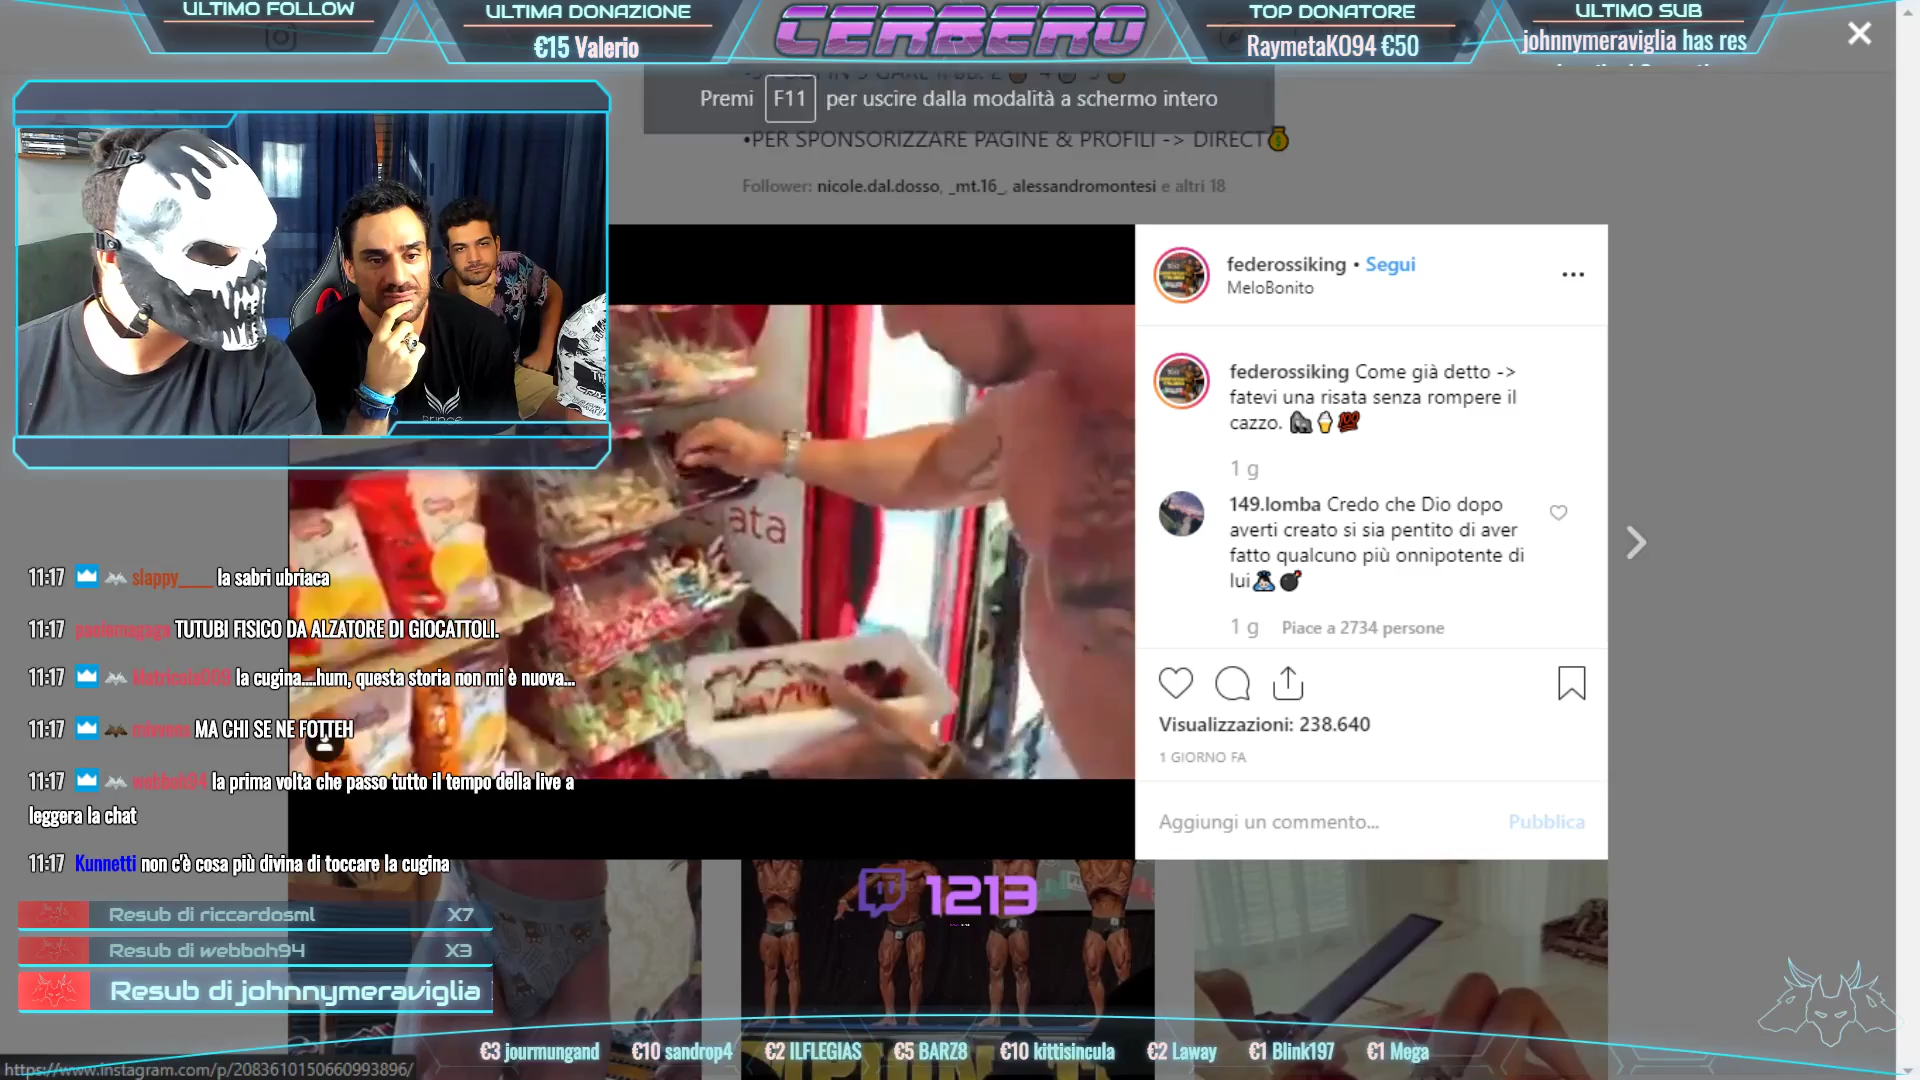 ULTIMO FOLLOW
ULTIMA DONAZIONE
€15 Valerio
CERBERO
TOP DONATORE
RaymetaKO94 €50
ULTIMO SUB
johnnymeraviglia has res
Premi F11 per uscire dalla modalità a schermo intero
•PER SPONSORIZZARE PAGINE & PROFILI -> DIRECT💰
Follower: nicole.dal.dosso, _mt.16_, alessandromontesi e altri 18
federossiking • Segui
MeloBonito
federossiking Come già detto ->
fatevi una risata senza rompere il
cazzo. 🦍🍦💯
1 g
149.lomba Credo che Dio dopo
averti creato si sia pentito di aver
fatto qualcuno più onnipotente di
lui🙇💣
1 g Piace a 2734 persone
Visualizzazioni: 238.640
1 GIORNO FA
Aggiungi un commento... Pubblica
ata
11:17 slappy____ la sabri ubriaca
11:17 TUTUBI FISICO DA ALZATORE DI GIOCATTOLI.
11:17 Matricola009 la cugina....hum, questa storia non mi è nuova...
11:17 MA CHI SE NE FOTTEH
11:17 webboh94 la prima volta che passo tutto il tempo della live a
leggera la chat
11:17 Kunnetti non c'è cosa più divina di toccare la cugina
Resub di riccardosml X7
Resub di webboh94 X3
Resub di johnnymeraviglia
1213
€3 jourmungand €10 sandrop4 €2 ILFLEGIAS €5 BARZ8 €10 kittisincula €2 Laway €1 Blink197 €1 Mega
https://www.instagram.com/p/2083610150660993896/